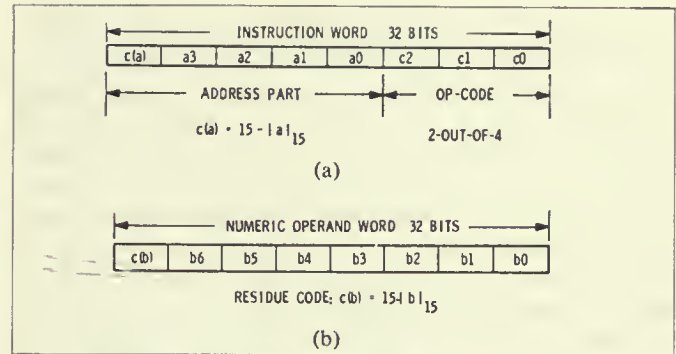 INSTRUCTION WORD 32 BITS
c(a) a3 a2 a1 a0 c2 c1 c0
ADDRESS PART OP-CODE
c(a) = 15 - |a|15 2-OUT-OF-4
(a)
NUMERIC OPERAND WORD 32 BITS
c(b) b6 b5 b4 b3 b2 b1 b0
RESIDUE CODE: c(b) = 15-|b|15
(b)